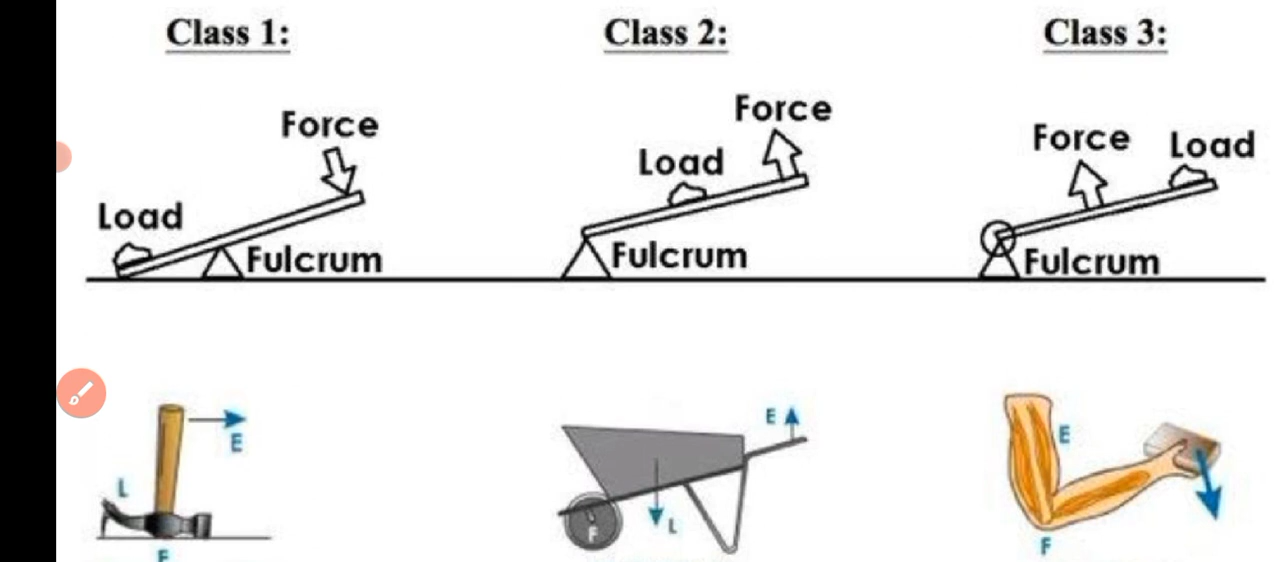 Class 1:
Class 2:
Class 3:
Force
Load
Fulcrum
Force
Load
Fulcrum
Force
Load
Fulcrum
E
L
F
E
L
F
E
F